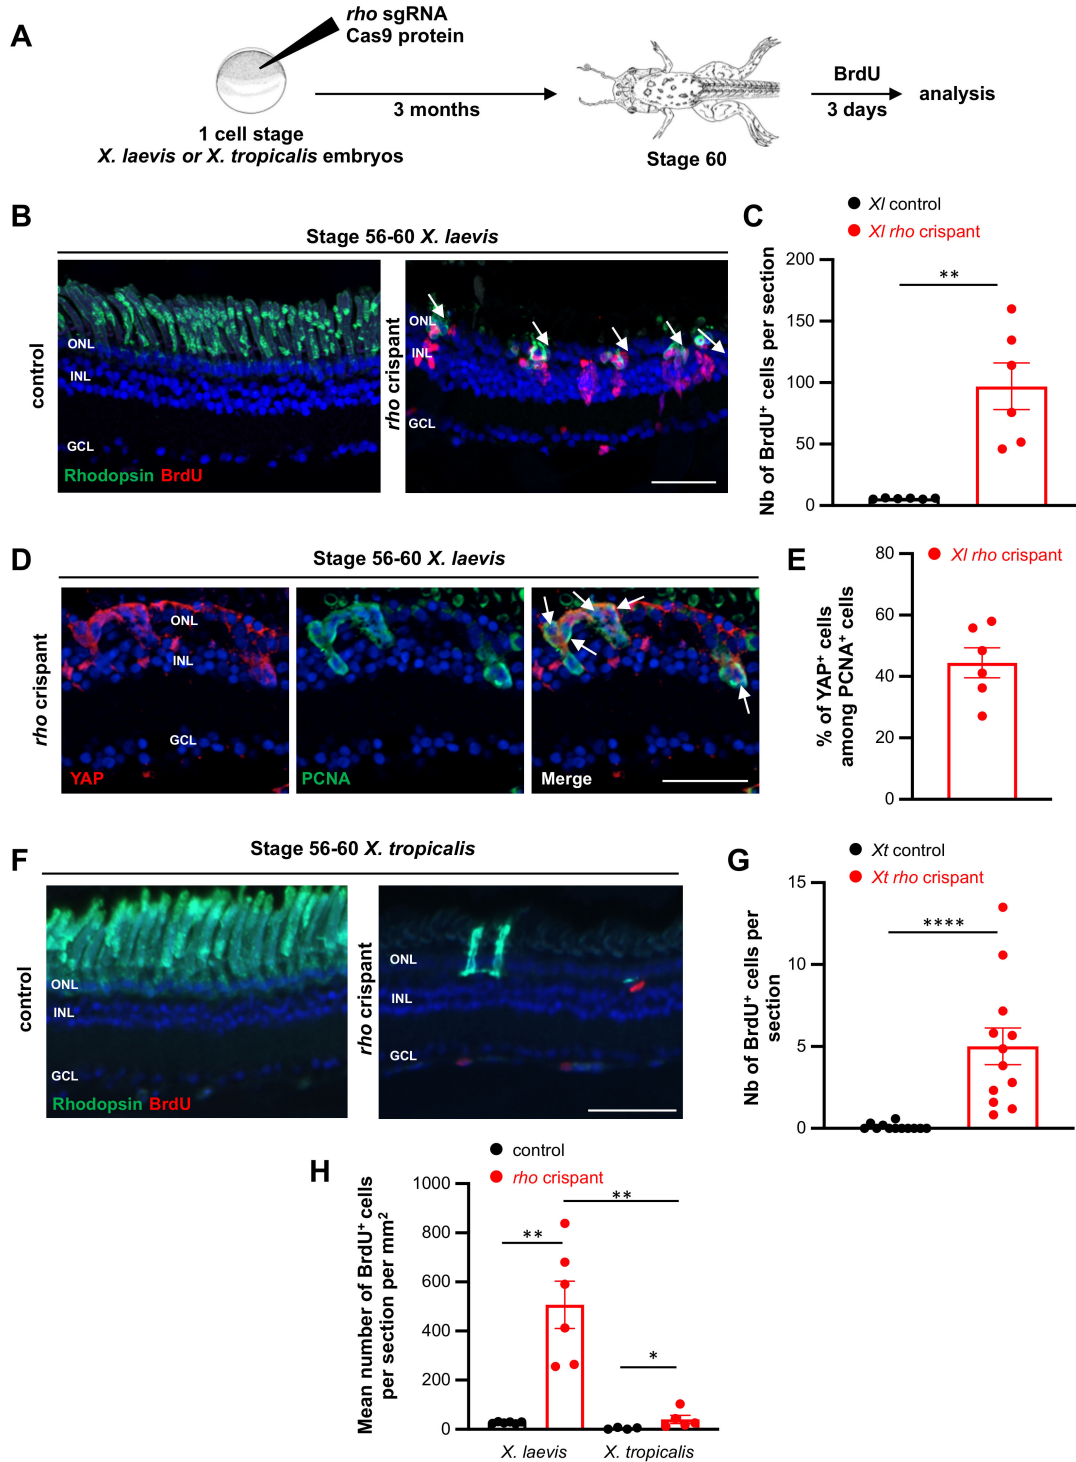 A
rho sgRNA
Cas9 protein
1 cell stage
X. laevis or X. tropicalis embryos
3 months
Stage 60
BrdU
3 days
analysis
B
Stage 56-60 X. laevis
control
ONL
INL
GCL
Rhodopsin BrdU
rho crispant
ONL
INL
GCL
C
Xl control
Xl rho crispant
Nb of BrdU+ cells per section
200
150
100
50
0
**
D
Stage 56-60 X. laevis
rho crispant
ONL
INL
GCL
YAP
PCNA
Merge
E
Xl rho crispant
% of YAP+ cells
among PCNA+ cells
80
60
40
20
0
F
Stage 56-60 X. tropicalis
control
ONL
INL
GCL
Rhodopsin BrdU
rho crispant
ONL
INL
GCL
G
Xt control
Xt rho crispant
Nb of BrdU+ cells per
section
15
10
5
0
****
H
control
rho crispant
Mean number of BrdU+ cells
per section per mm2
1000
800
600
400
200
0
**
**
*
X. laevis
X. tropicalis